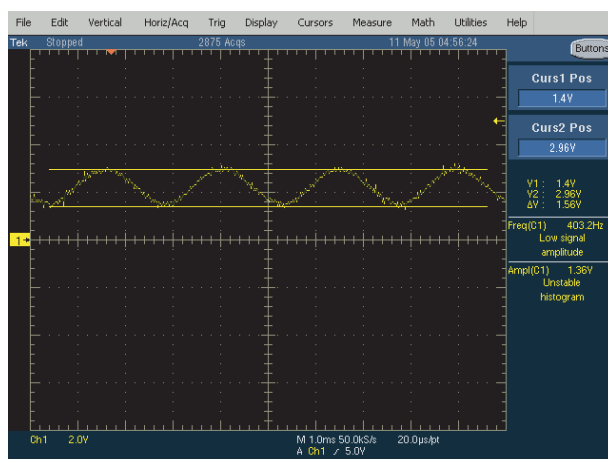 File Edit Vertical Horiz/Acq Trig Display Cursors Measure Math Utilities Help
Tek Stopped 2875 Acqs 11 May 05 04:56:24
Buttons
Curs1 Pos
1.4V
Curs2 Pos
2.96V
Y1 : 1.4V
Y2 : 2.96V
ΔY : 1.56V
Freq(C1) 403.2Hz
Low signal
amplitude
Ampl(C1) 1.36V
Unstable
histogram
1
Ch1 2.0V M 1.0ms 50.0kS/s 20.0µs/pt
A Ch1 ⁄ 5.0V